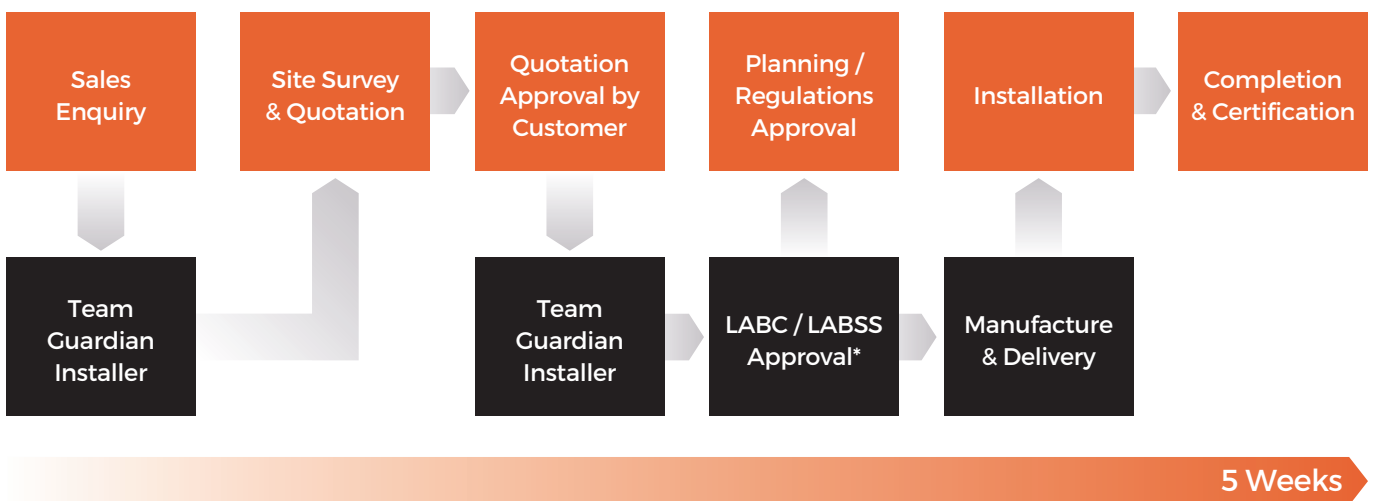 Sales
Enquiry
Site Survey
& Quotation
Quotation
Approval by
Customer
Planning /
Regulations
Approval
Installation
Completion
& Certification
Team
Guardian
Installer
Team
Guardian
Installer
LABC / LABSS
Approval*
Manufacture
& Delivery
5 Weeks